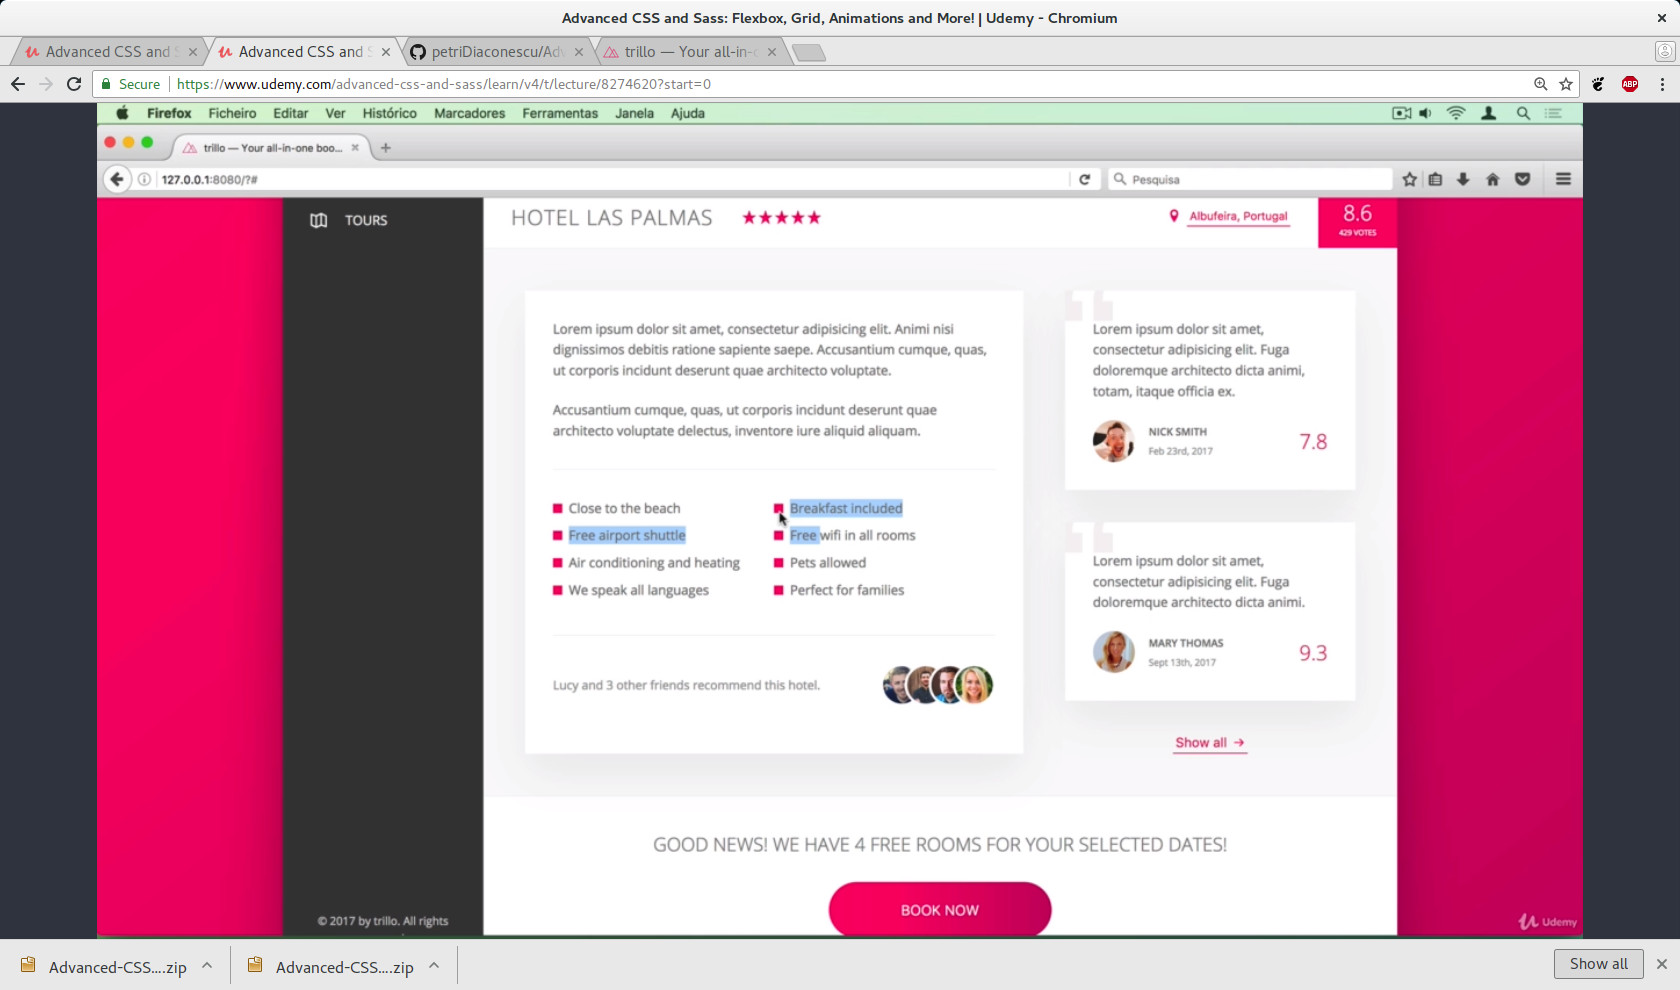 Advanced CSS and Sass: Flexbox, Grid, Animations and More! | Udemy - Chromium
Advanced CSS and S
Advanced CSS and S
petriDiaconescu/Adv
trillo — Your all-in-o
Secure
https://www.udemy.com/advanced-css-and-sass/learn/v4/t/lecture/8274620?start=0
ABP
Firefox Ficheiro Editar Ver Histórico Marcadores Ferramentas Janela Ajuda
trillo — Your all-in-one boo...
127.0.0.1:8080/?#
Pesquisa
TOURS
HOTEL LAS PALMAS
Albufeira, Portugal
8.6
429 VOTES
Lorem ipsum dolor sit amet, consectetur adipisicing elit. Animi nisi
dignissimos debitis ratione sapiente saepe. Accusantium cumque, quas,
ut corporis incidunt deserunt quae architecto voluptate.
Accusantium cumque, quas, ut corporis incidunt deserunt quae
architecto voluptate delectus, inventore iure aliquid aliquam.
Close to the beach
Free airport shuttle
Air conditioning and heating
We speak all languages
Breakfast included
Free wifi in all rooms
Pets allowed
Perfect for families
Lucy and 3 other friends recommend this hotel.
Lorem ipsum dolor sit amet,
consectetur adipisicing elit. Fuga
doloremque architecto dicta animi,
totam, itaque officia ex.
NICK SMITH
Feb 23rd, 2017
7.8
Lorem ipsum dolor sit amet,
consectetur adipisicing elit. Fuga
doloremque architecto dicta animi.
MARY THOMAS
Sept 13th, 2017
9.3
Show all →
GOOD NEWS! WE HAVE 4 FREE ROOMS FOR YOUR SELECTED DATES!
BOOK NOW
© 2017 by trillo. All rights
Udemy
Advanced-CSS....zip
Advanced-CSS....zip
Show all